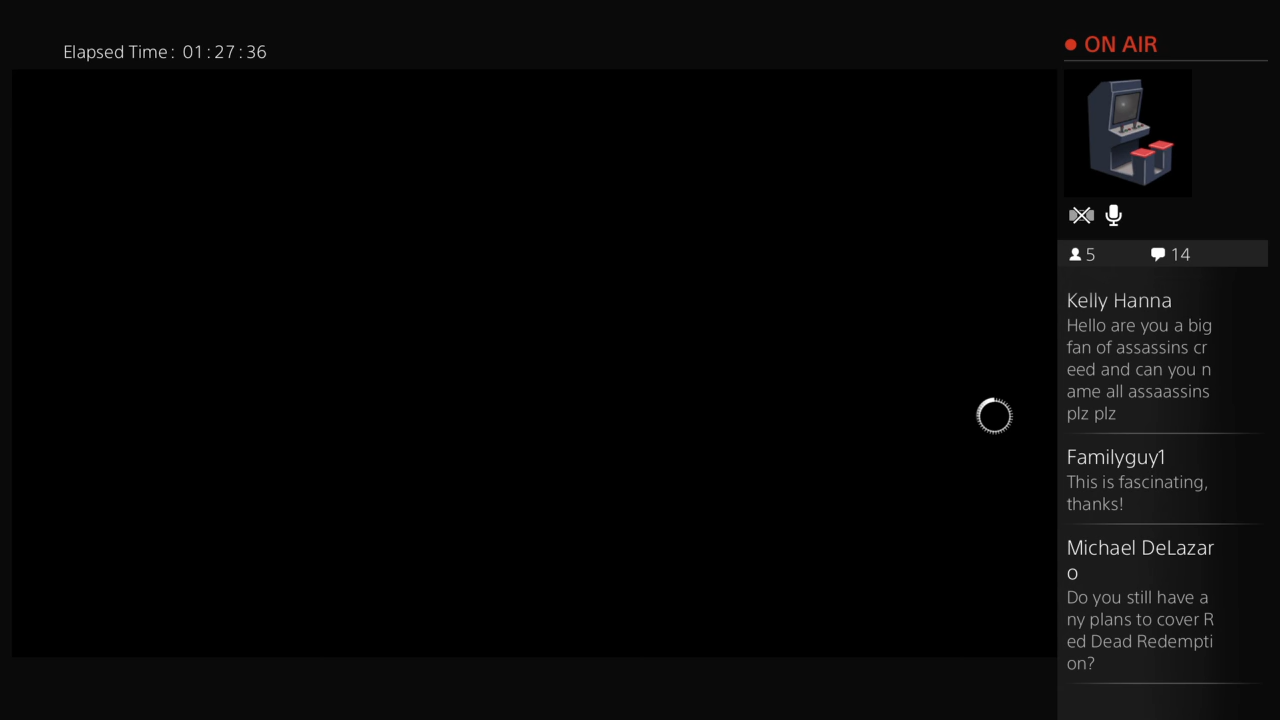 Elapsed Time: 01:27:36
ON AIR
5 14
Kelly Hanna
Hello are you a big
fan of assassins cr
eed and can you n
ame all assaassins
plz plz
Familyguy1
This is fascinating,
thanks!
Michael DeLazar
o
Do you still have a
ny plans to cover R
ed Dead Redempti
on?